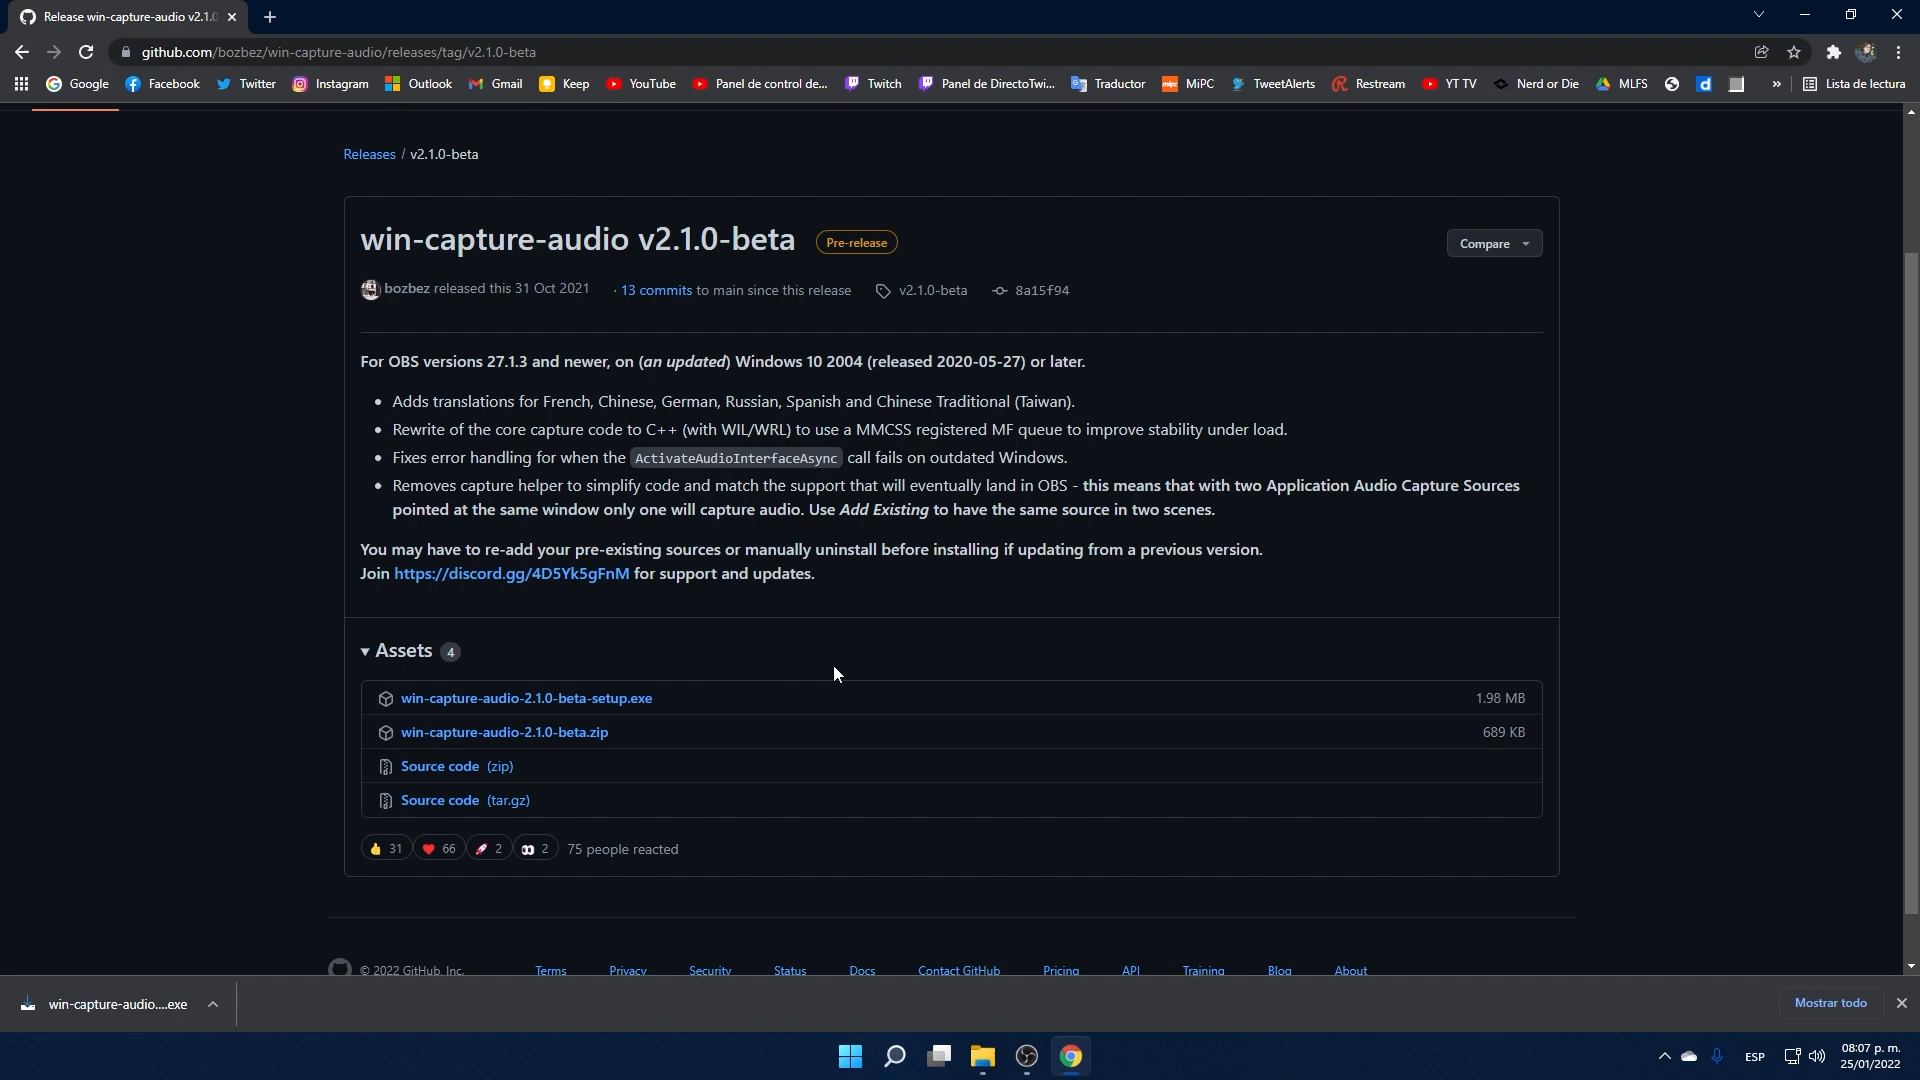 Release win-capture-audio v2.1.0
github.com/bozbez/win-capture-audio/releases/tag/v2.1.0-beta
Google Facebook Twitter Instagram Outlook Gmail Keep YouTube Panel de control de... Twitch Panel de DirectoTwi... Traductor MiPC TweetAlerts Restream YT TV Nerd or Die MLFS » Lista de lectura
Releases / v2.1.0-beta
win-capture-audio v2.1.0-beta Pre-release Compare
bozbez released this 31 Oct 2021 · 13 commits to main since this release v2.1.0-beta 8a15f94
For OBS versions 27.1.3 and newer, on (an updated) Windows 10 2004 (released 2020-05-27) or later.
• Adds translations for French, Chinese, German, Russian, Spanish and Chinese Traditional (Taiwan).
• Rewrite of the core capture code to C++ (with WIL/WRL) to use a MMCSS registered MF queue to improve stability under load.
• Fixes error handling for when the ActivateAudioInterfaceAsync call fails on outdated Windows.
• Removes capture helper to simplify code and match the support that will eventually land in OBS - this means that with two Application Audio Capture Sources
pointed at the same window only one will capture audio. Use Add Existing to have the same source in two scenes.
You may have to re-add your pre-existing sources or manually uninstall before installing if updating from a previous version.
Join https://discord.gg/4D5Yk5gFnM for support and updates.
Assets 4
win-capture-audio-2.1.0-beta-setup.exe 1.98 MB
win-capture-audio-2.1.0-beta.zip 689 KB
Source code (zip)
Source code (tar.gz)
31 66 2 2 75 people reacted
© 2022 GitHub, Inc. Terms Privacy Security Status Docs Contact GitHub Pricing API Training Blog About
win-capture-audio....exe Mostrar todo
ESP 08:07 p. m.
25/01/2022